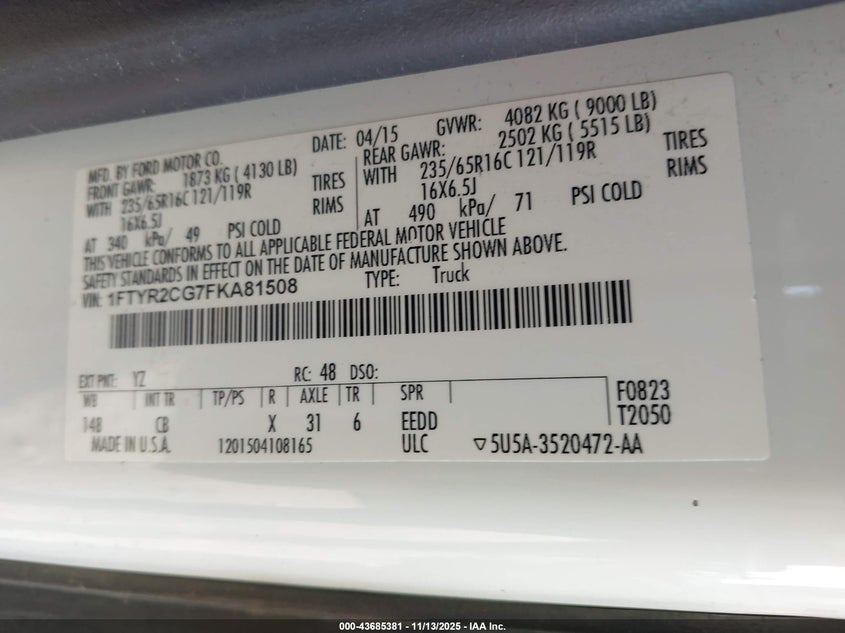 MFD. BY FORD MOTOR CO.
DATE: 04/15 GVWR: 4082 KG ( 9000 LB)
FRONT GAWR: 1873 KG ( 4130 LB)
REAR GAWR: 2502 KG ( 5515 LB)
WITH 235/65R16C 121/119R TIRES
WITH 235/65R16C 121/119R TIRES
16X6.5J RIMS
16X6.5J RIMS
AT 340 kPa/ 49 PSI COLD
AT 490 kPa/ 71 PSI COLD
THIS VEHICLE CONFORMS TO ALL APPLICABLE FEDERAL MOTOR VEHICLE
SAFETY STANDARDS IN EFFECT ON THE DATE OF MANUFACTURE SHOWN ABOVE.
VIN: 1FTYR2CG7FKA81508 TYPE: Truck
EXT PNT: YZ RC: 48 DSO:
WB INT TR TP/PS R AXLE TR SPR F0823
148 CB X 31 6 EEDD T2050
MADE IN U.S.A. 1201504108165 ULC ▽5U5A-3520472-AA
000-43685381 | 11/13/2025 - IAA Inc.